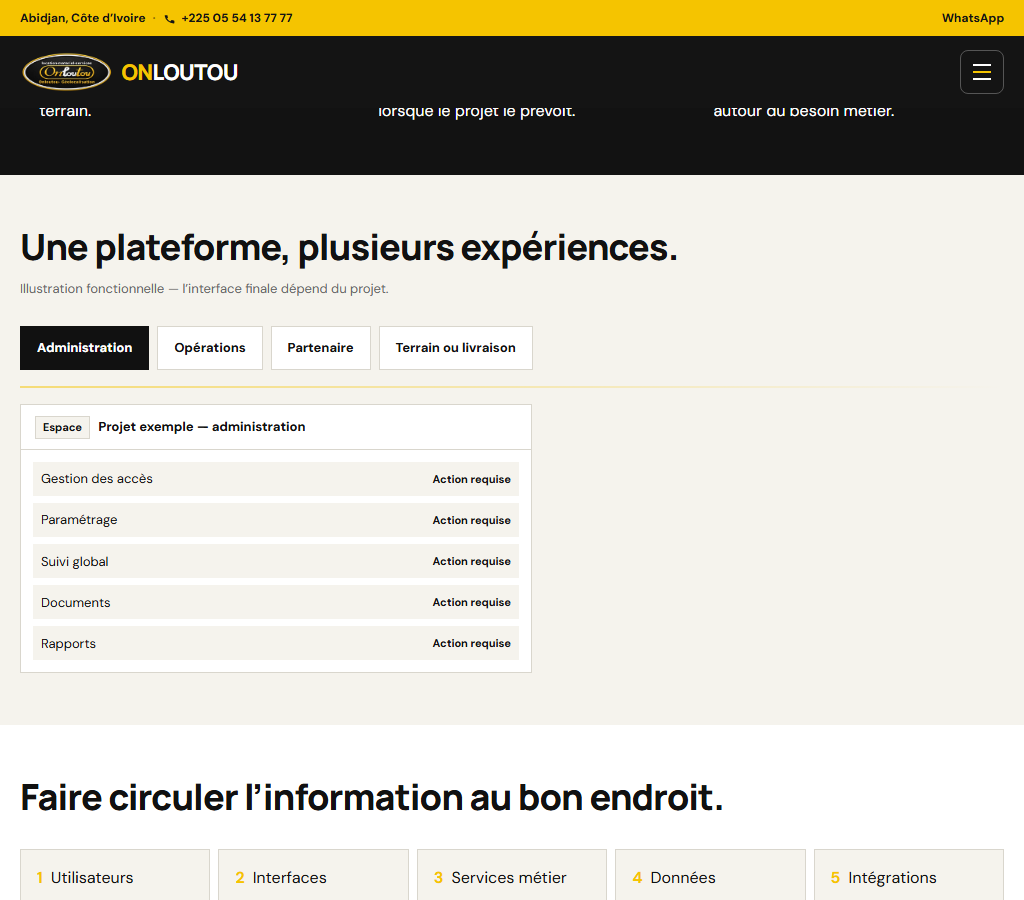 Abidjan, Côte d’Ivoire · +225 05 54 13 77 77
WhatsApp
Onloutou
ONLOUTOU
terrain.
lorsque le projet le prévoit.
autour du besoin métier.
Une plateforme, plusieurs expériences.
Illustration fonctionnelle — l’interface finale dépend du projet.
Administration
Opérations
Partenaire
Terrain ou livraison
Espace
Projet exemple — administration
Gestion des accès
Action requise
Paramétrage
Action requise
Suivi global
Action requise
Documents
Action requise
Rapports
Action requise
Faire circuler l’information au bon endroit.
1 Utilisateurs
2 Interfaces
3 Services métier
4 Données
5 Intégrations